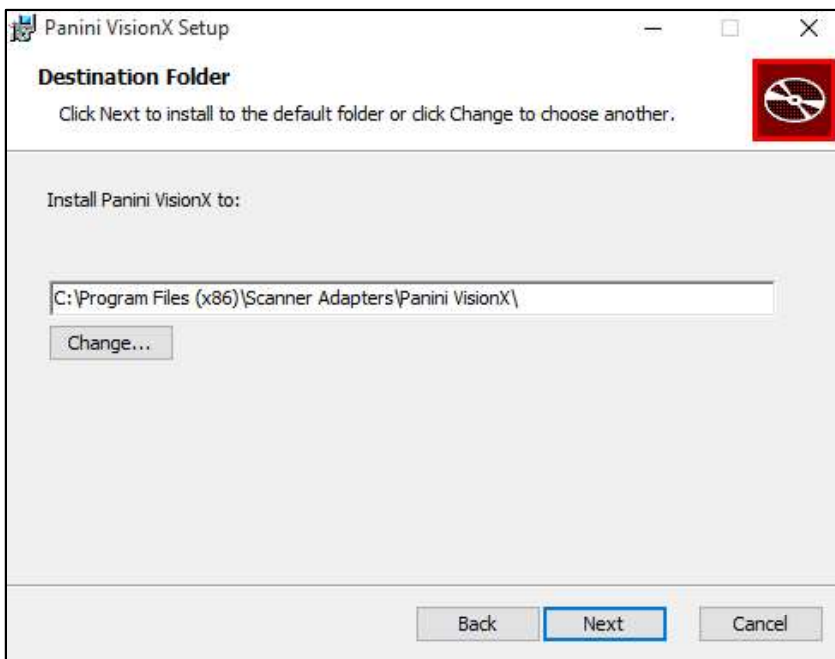 Panini VisionX Setup
Destination Folder
Click Next to install to the default folder or click Change to choose another.
Install Panini VisionX to:
C:\Program Files (x86)\Scanner Adapters\Panini VisionX\
Change...
Back Next Cancel